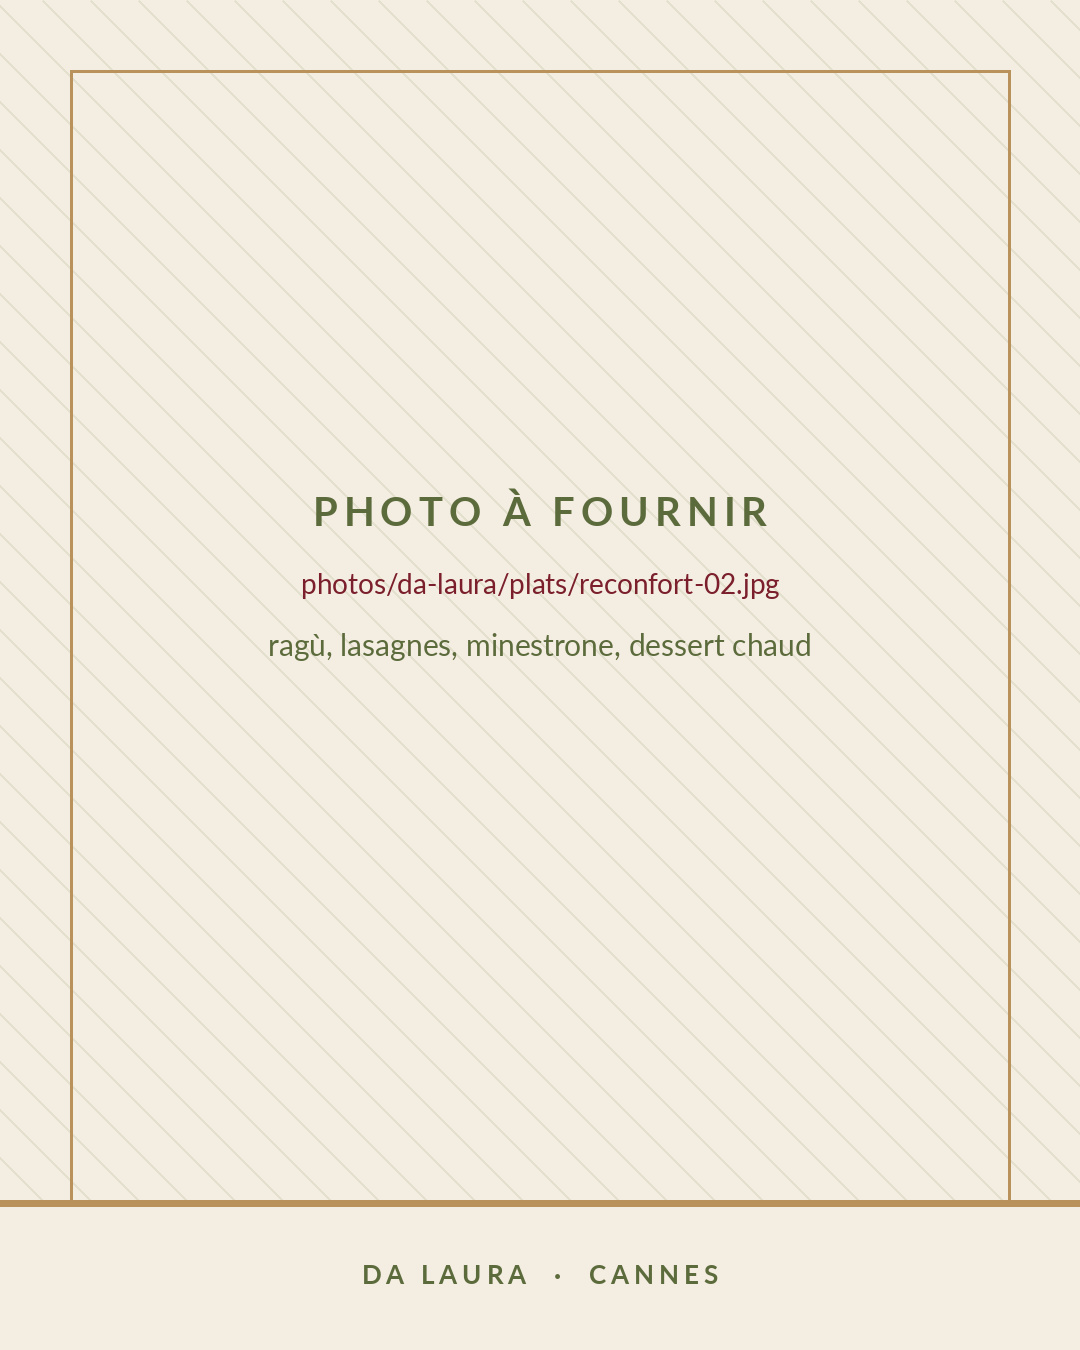 PHOTO À FOURNIR
photos/da-laura/plats/reconfort-02.jpg
ragù, lasagnes, minestrone, dessert chaud
DA LAURA · CANNES